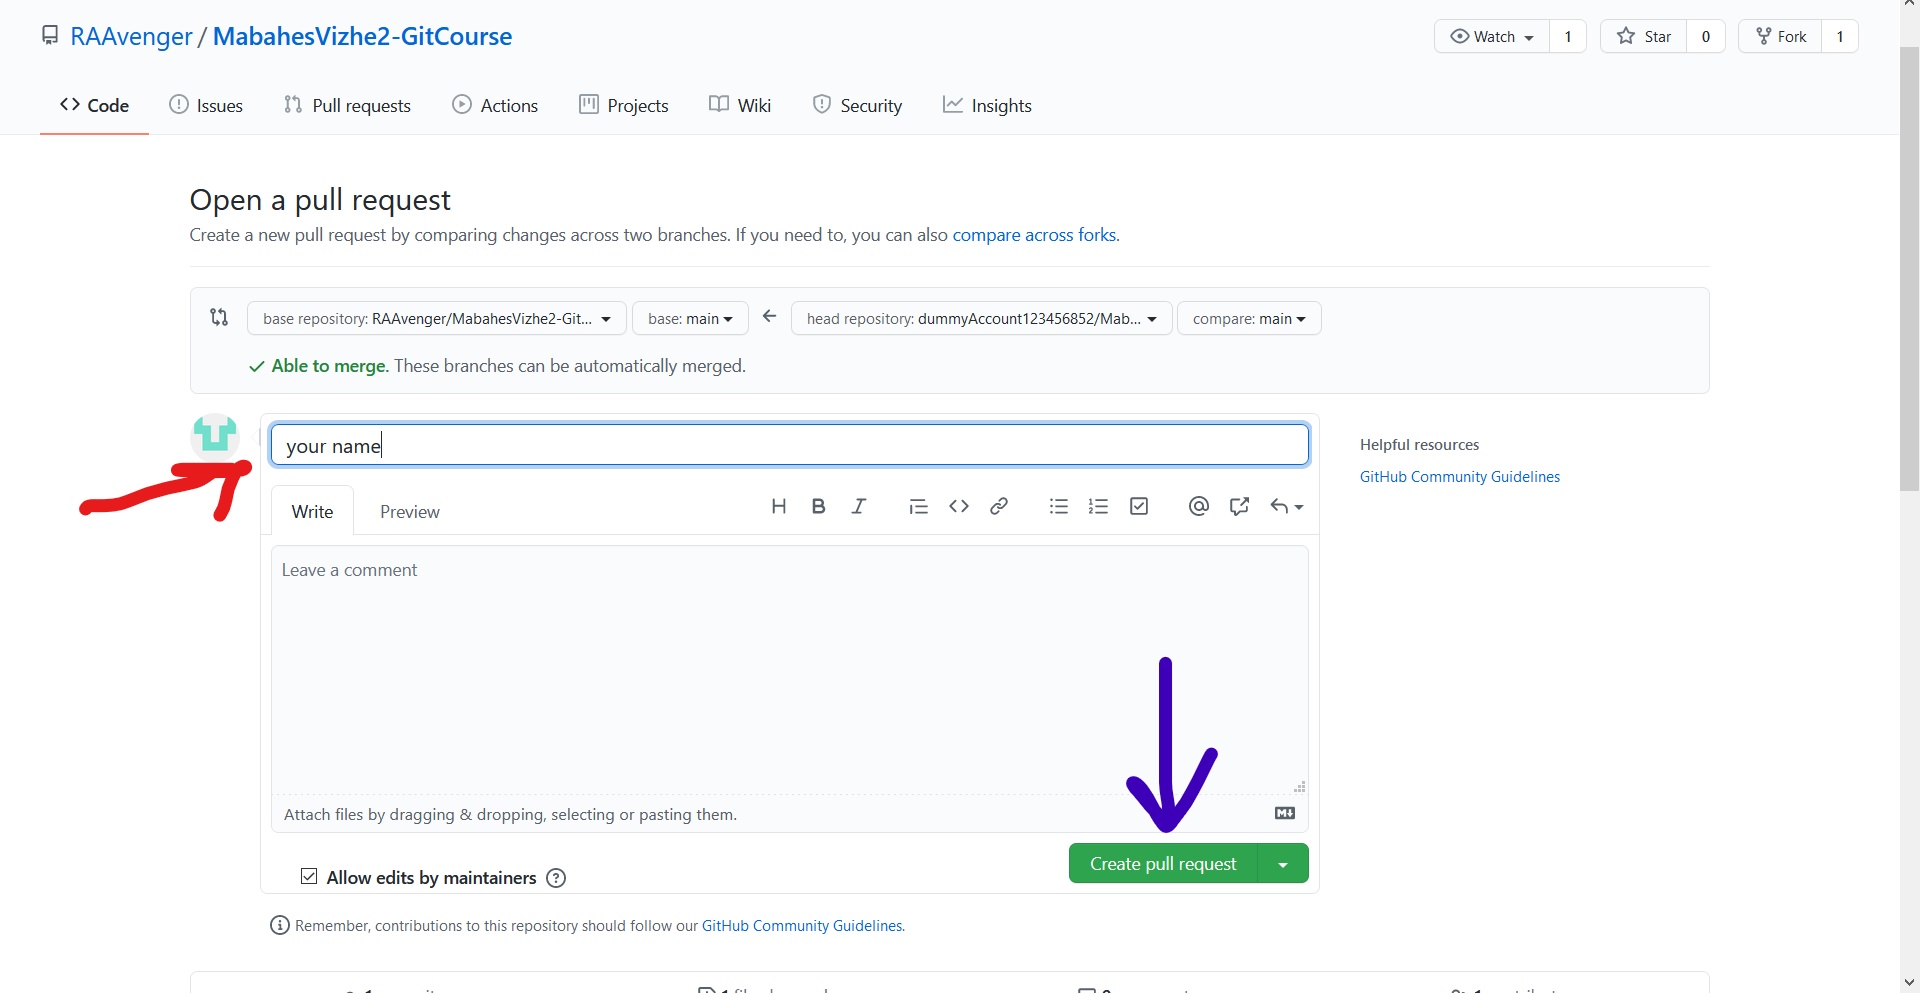 RAAvenger / MabahesVizhe2-GitCourse
Watch 1 Star 0 Fork 1
Code Issues Pull requests Actions Projects Wiki Security Insights
Open a pull request
Create a new pull request by comparing changes across two branches. If you need to, you can also compare across forks.
base repository: RAAvenger/MabahesVizhe2-Git... base: main head repository: dummyAccount123456852/Mab... compare: main
Able to merge. These branches can be automatically merged.
your name
Helpful resources
GitHub Community Guidelines
Write Preview
Leave a comment
Attach files by dragging & dropping, selecting or pasting them.
Allow edits by maintainers
Create pull request
Remember, contributions to this repository should follow our GitHub Community Guidelines.